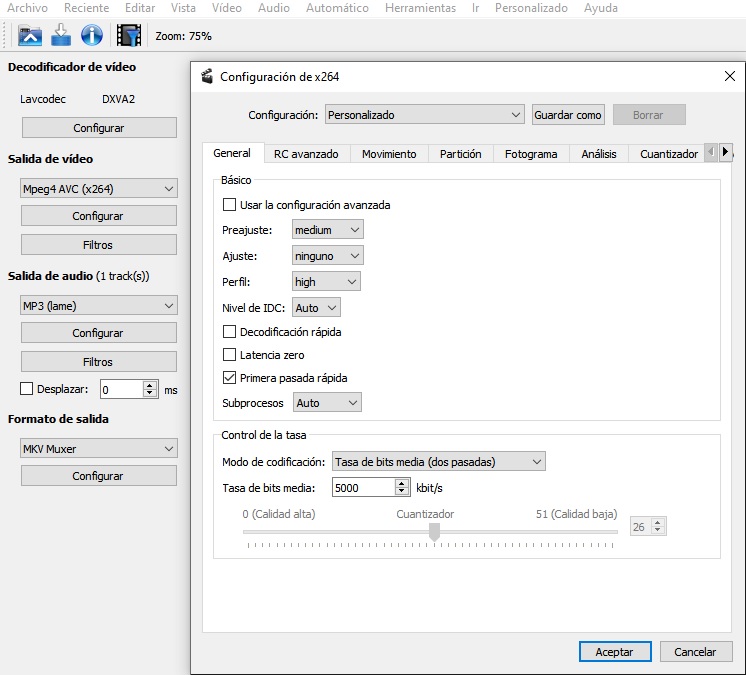 Archivo Reciente Editar Vista Vídeo Audio Automático Herramientas Ir Personalizado Ayuda
Zoom: 75%
Decodificador de vídeo
Lavcodec DXVA2
Configurar
Salida de vídeo
Mpeg4 AVC (x264)
Configurar
Filtros
Salida de audio (1 track(s))
MP3 (lame)
Configurar
Filtros
Desplazar: 0 ms
Formato de salida
MKV Muxer
Configurar
Configuración de x264
Configuración: Personalizado Guardar como Borrar
General RC avanzado Movimiento Partición Fotograma Análisis Cuantizador
Básico
Usar la configuración avanzada
Preajuste: medium
Ajuste: ninguno
Perfil: high
Nivel de IDC: Auto
Decodificación rápida
Latencia zero
Primera pasada rápida
Subprocesos Auto
Control de la tasa
Modo de codificación: Tasa de bits media (dos pasadas)
Tasa de bits media: 5000 kbit/s
0 (Calidad alta) Cuantizador 51 (Calidad baja)
26
Aceptar Cancelar